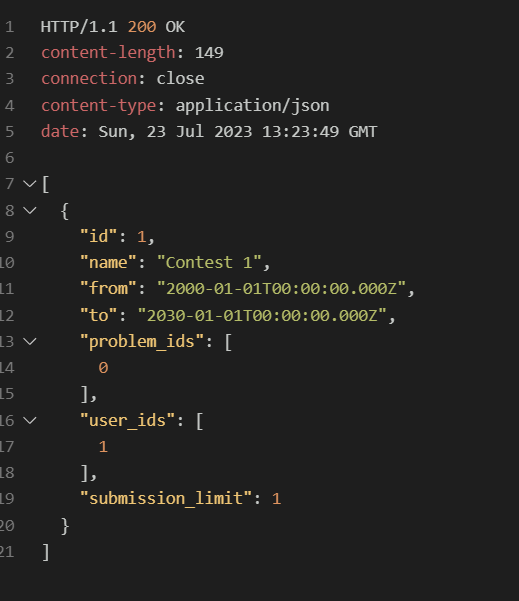 1 HTTP/1.1 200 OK
2 content-length: 149
3 connection: close
4 content-type: application/json
5 date: Sun, 23 Jul 2023 13:23:49 GMT
6
7 [
8 {
9 "id": 1,
10 "name": "Contest 1",
11 "from": "2000-01-01T00:00:00.000Z",
12 "to": "2030-01-01T00:00:00.000Z",
13 "problem_ids": [
14 0
15 ],
16 "user_ids": [
17 1
18 ],
19 "submission_limit": 1
20 }
21 ]